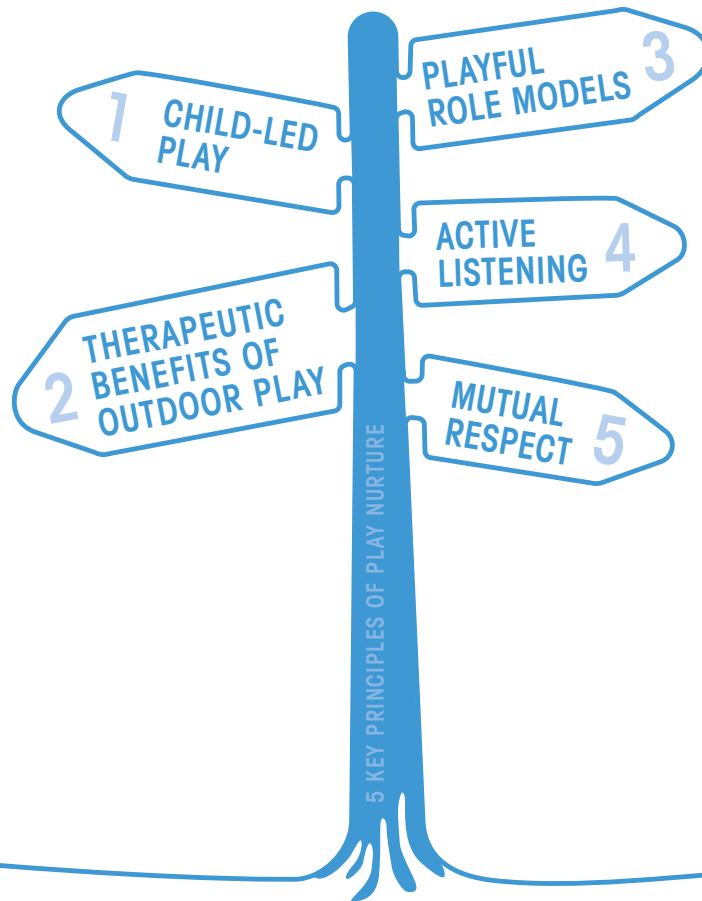 1
CHILD-LED
PLAY
2
THERAPEUTIC
BENEFITS OF
OUTDOOR PLAY
PLAYFUL
ROLE MODELS
3
ACTIVE
LISTENING
4
MUTUAL
RESPECT
5
5 KEY PRINCIPLES OF PLAY NURTURE